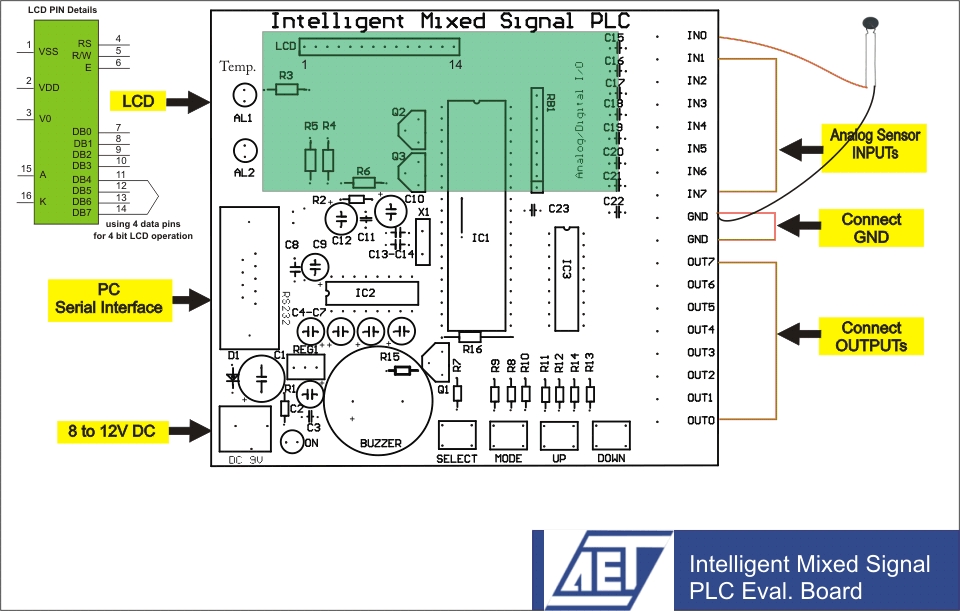 LCD PIN Details
1 VSS
2 VDD
3 V0
15 A
16 K
RS 4
R/W 5
E 6
DB0 7
DB1 8
DB2 9
DB3 10
DB4 11
DB5 12
DB6 13
DB7 14
using 4 data pins
for 4 bit LCD operation
LCD
PC
Serial Interface
8 to 12V DC
Intelligent Mixed Signal PLC
LCD
1 14
Temp.
AL1
AL2
R3
R5 R4
R6
Q2
Q3
RB1
Analog/Digital I/O
C15
C16
C17
C18
C19
C20
C21
C22
C23
R2
C12
C11
C10
X1
C13-C14
IC1
IC3
C8
C9
IC2
RS232
C4-C7
R16
D1
C1
REG1
R15
Q1
R1
C2
C3
ON
DC 9V
BUZZER
R7
R9
R8
R10
R11
R12
R14
R13
SELECT
MODE
UP
DOWN
IN0
IN1
IN2
IN3
IN4
IN5
IN6
IN7
GND
GND
OUT7
OUT6
OUT5
OUT4
OUT3
OUT2
OUT1
OUT0
Analog Sensor
INPUTs
Connect
GND
Connect
OUTPUTs
AET
Intelligent Mixed Signal
PLC Eval. Board